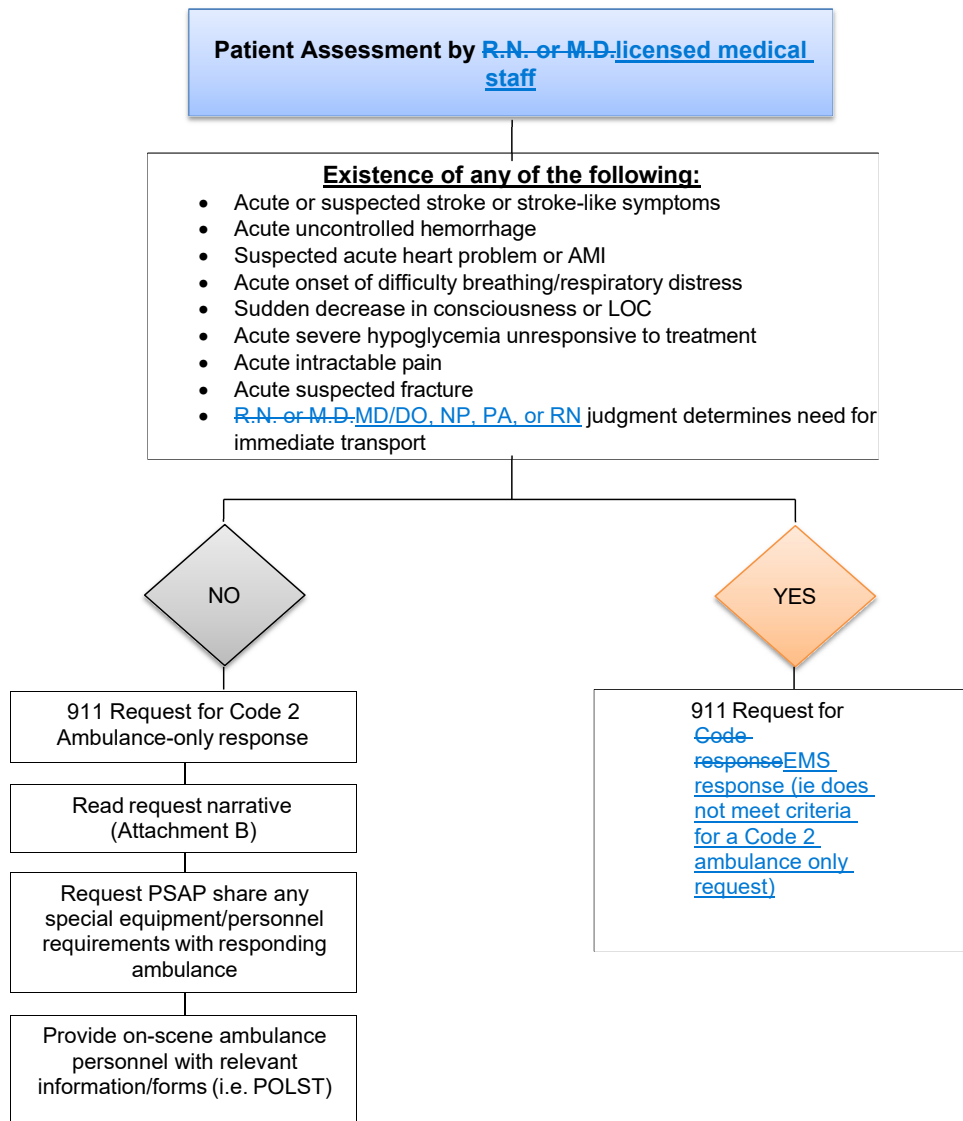 Patient Assessment by R.N. or M.D.licensed medical
staff
Existence of any of the following:
• Acute or suspected stroke or stroke-like symptoms
• Acute uncontrolled hemorrhage
• Suspected acute heart problem or AMI
• Acute onset of difficulty breathing/respiratory distress
• Sudden decrease in consciousness or LOC
• Acute severe hypoglycemia unresponsive to treatment
• Acute intractable pain
• Acute suspected fracture
• R.N. or M.D.MD/DO, NP, PA, or RN judgment determines need for
immediate transport
NO
911 Request for Code 2
Ambulance-only response
Read request narrative
(Attachment B)
Request PSAP share any
special equipment/personnel
requirements with responding
ambulance
Provide on-scene ambulance
personnel with relevant
information/forms (i.e. POLST)
YES
911 Request for
Code
responseEMS
response (ie does
not meet criteria
for a Code 2
ambulance only
request)